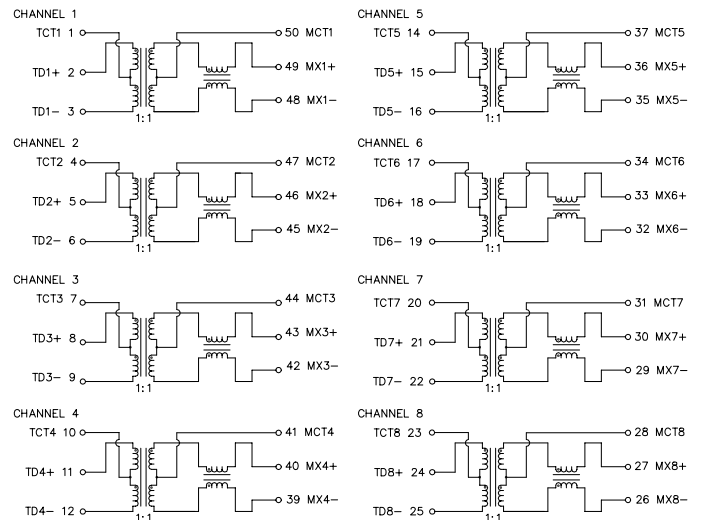 CHANNEL 1
TCT1 1
50 MCT1
TD1+ 2
49 MX1+
48 MX1-
TD1- 3
1:1
CHANNEL 2
TCT2 4
47 MCT2
TD2+ 5
46 MX2+
45 MX2-
TD2- 6
1:1
CHANNEL 3
TCT3 7
44 MCT3
TD3+ 8
43 MX3+
42 MX3-
TD3- 9
1:1
CHANNEL 4
TCT4 10
41 MCT4
TD4+ 11
40 MX4+
39 MX4-
TD4- 12
1:1
CHANNEL 5
TCT5 14
37 MCT5
TD5+ 15
36 MX5+
35 MX5-
TD5- 16
1:1
CHANNEL 6
TCT6 17
34 MCT6
TD6+ 18
33 MX6+
32 MX6-
TD6- 19
1:1
CHANNEL 7
TCT7 20
31 MCT7
TD7+ 21
30 MX7+
29 MX7-
TD7- 22
1:1
CHANNEL 8
TCT8 23
28 MCT8
TD8+ 24
27 MX8+
26 MX8-
TD8- 25
1:1